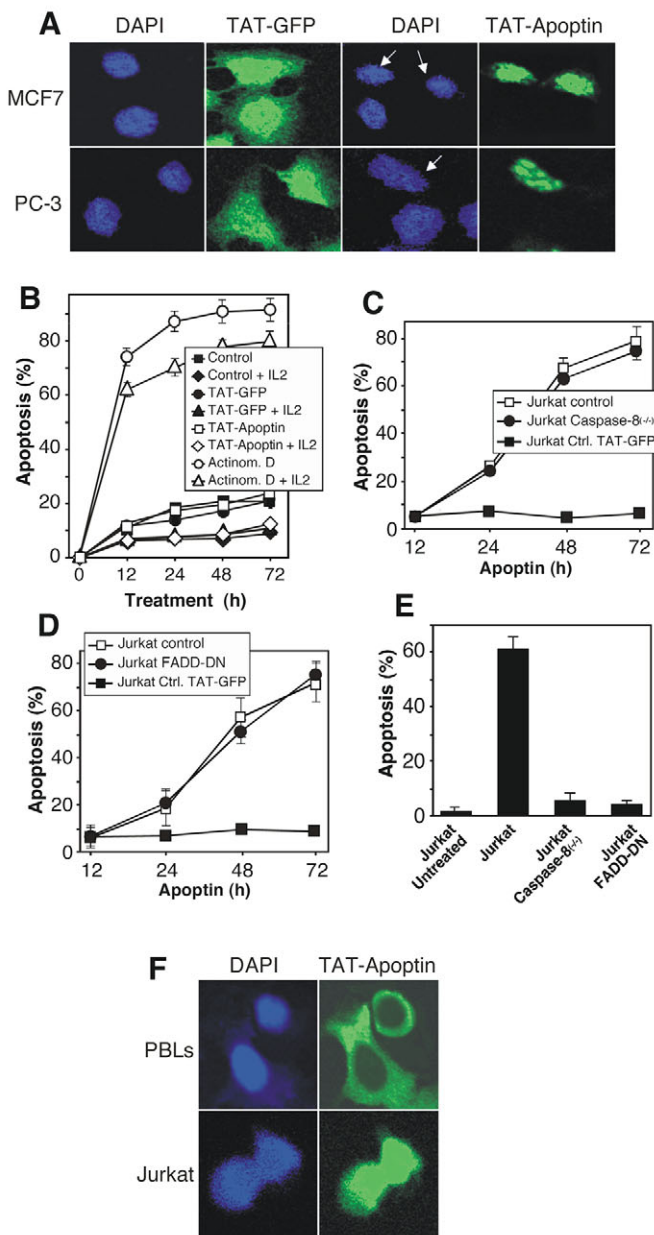 A
DAPI TAT-GFP DAPI TAT-Apoptin
MCF7
PC-3
B
Apoptosis (%)
80
60
40
20
0
0 12 24 48 72
Treatment (h)
Control
Control + IL2
TAT-GFP
TAT-GFP + IL2
TAT-Apoptin
TAT-Apoptin + IL2
Actinom. D
Actinom. D + IL2
C
Apoptosis (%)
80
60
40
20
0
12 24 48 72
Apoptin (h)
Jurkat control
Jurkat Caspase-8(-/-)
Jurkat Ctrl. TAT-GFP
D
Apoptosis (%)
80
60
40
20
0
12 24 48 72
Apoptin (h)
Jurkat control
Jurkat FADD-DN
Jurkat Ctrl. TAT-GFP
E
Apoptosis (%)
60
40
20
0
Jurkat
Untreated
Jurkat
Jurkat
Caspase-8(-/-)
Jurkat
FADD-DN
F
DAPI TAT-Apoptin
PBLs
Jurkat